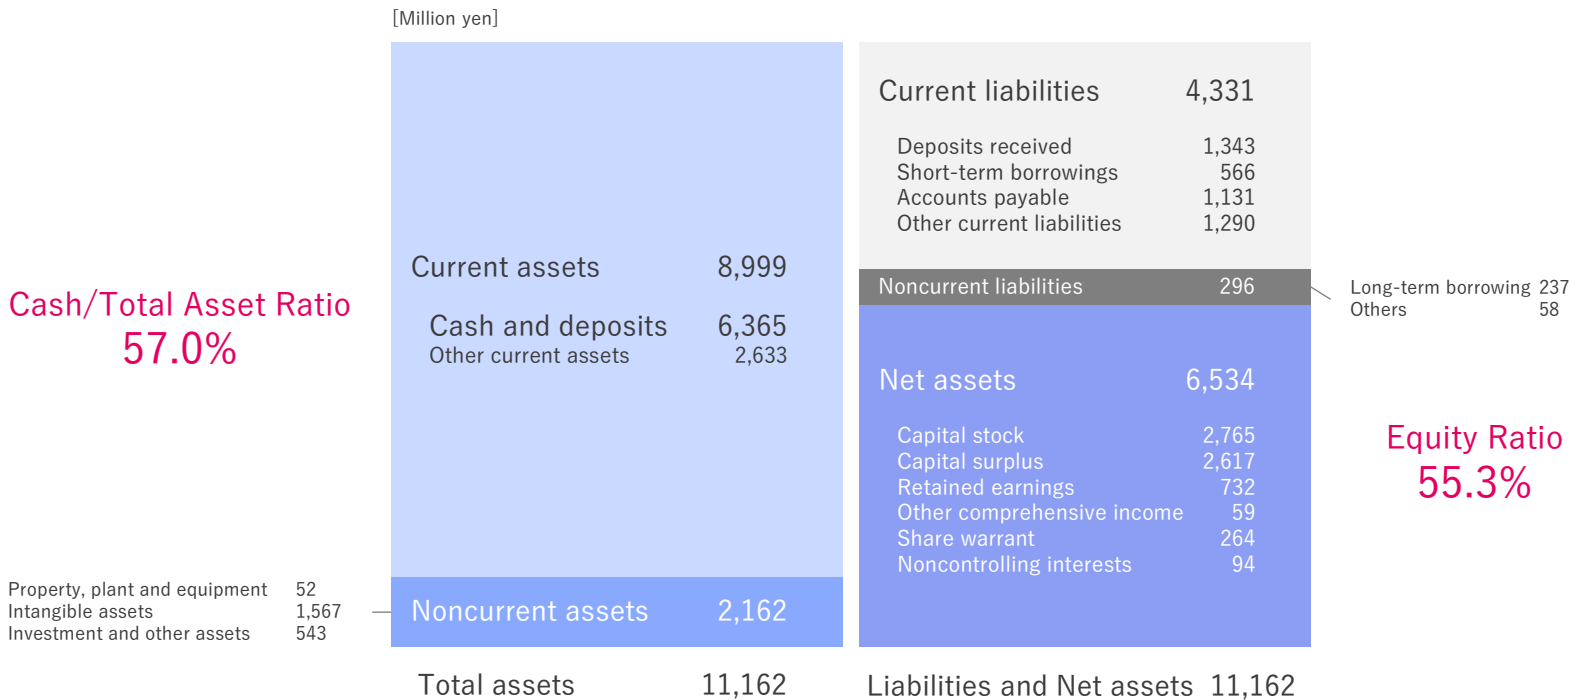 [Million yen]
Cash/Total Asset Ratio
57.0%
Current assets 8,999
Cash and deposits 6,365
Other current assets 2,633
Property, plant and equipment 52
Intangible assets 1,567
Investment and other assets 543
Noncurrent assets 2,162
Total assets 11,162
Current liabilities 4,331
Deposits received 1,343
Short-term borrowings 566
Accounts payable 1,131
Other current liabilities 1,290
Noncurrent liabilities 296
Long-term borrowing 237
Others 58
Net assets 6,534
Capital stock 2,765
Capital surplus 2,617
Retained earnings 732
Other comprehensive income 59
Share warrant 264
Noncontrolling interests 94
Equity Ratio
55.3%
Liabilities and Net assets 11,162